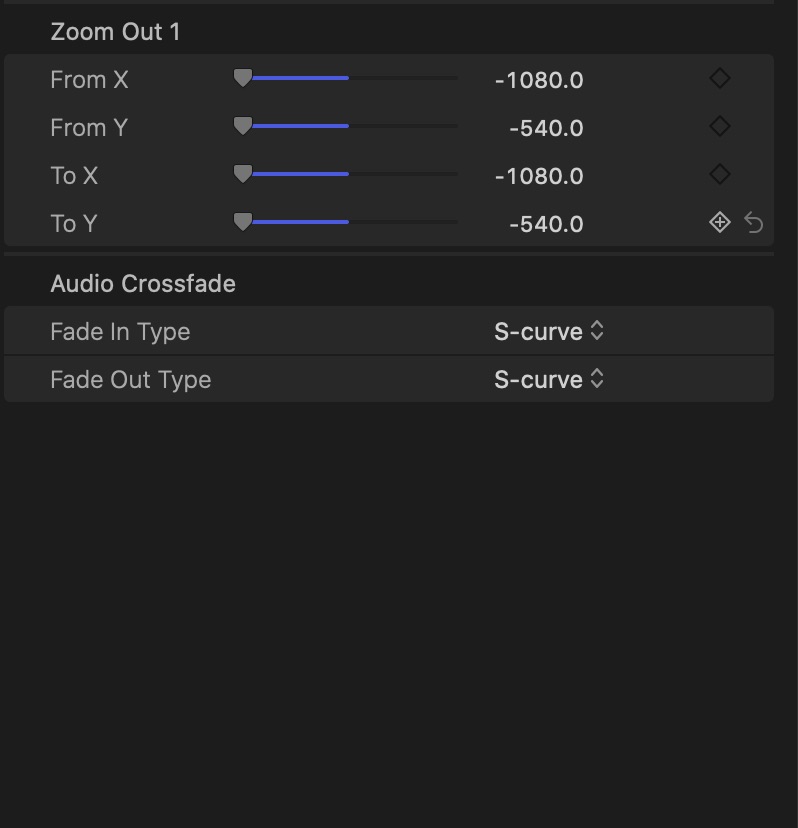 Zoom Out 1
From X -1080.0
From Y -540.0
To X -1080.0
To Y -540.0
Audio Crossfade
Fade In Type S-curve
Fade Out Type S-curve